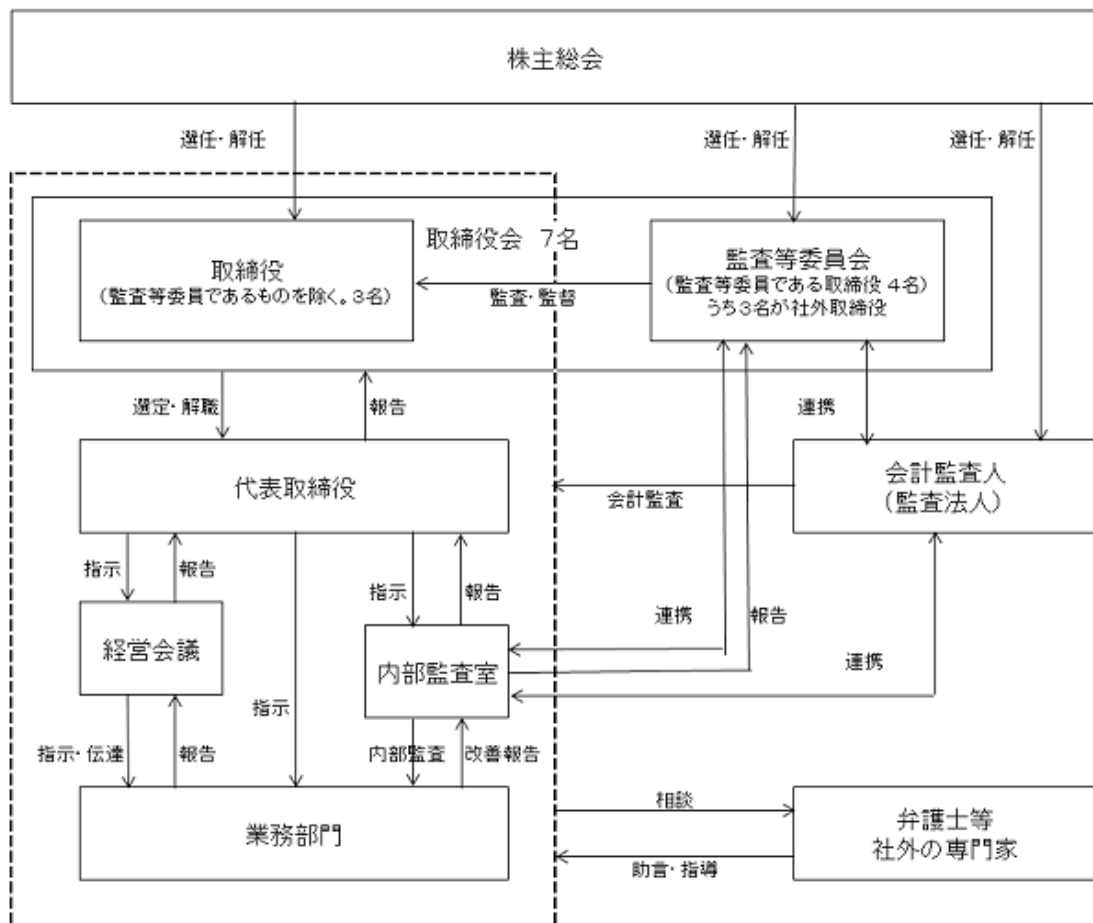 株主総会
選任・解任
選任・解任
選任・解任
取締役会 7名
取締役
（監査等委員であるものを除く。３名）
監査等委員会
（監査等委員である取締役４名）
うち３名が社外取締役
監査・監督
選定・解職
報告
連携
代表取締役
会計監査人
（監査法人）
会計監査
指示
報告
指示
報告
連携
報告
経営会議
内部監査室
連携
指示
指示・伝達
報告
内部監査
改善報告
業務部門
相談
弁護士等
社外の専門家
助言・指導